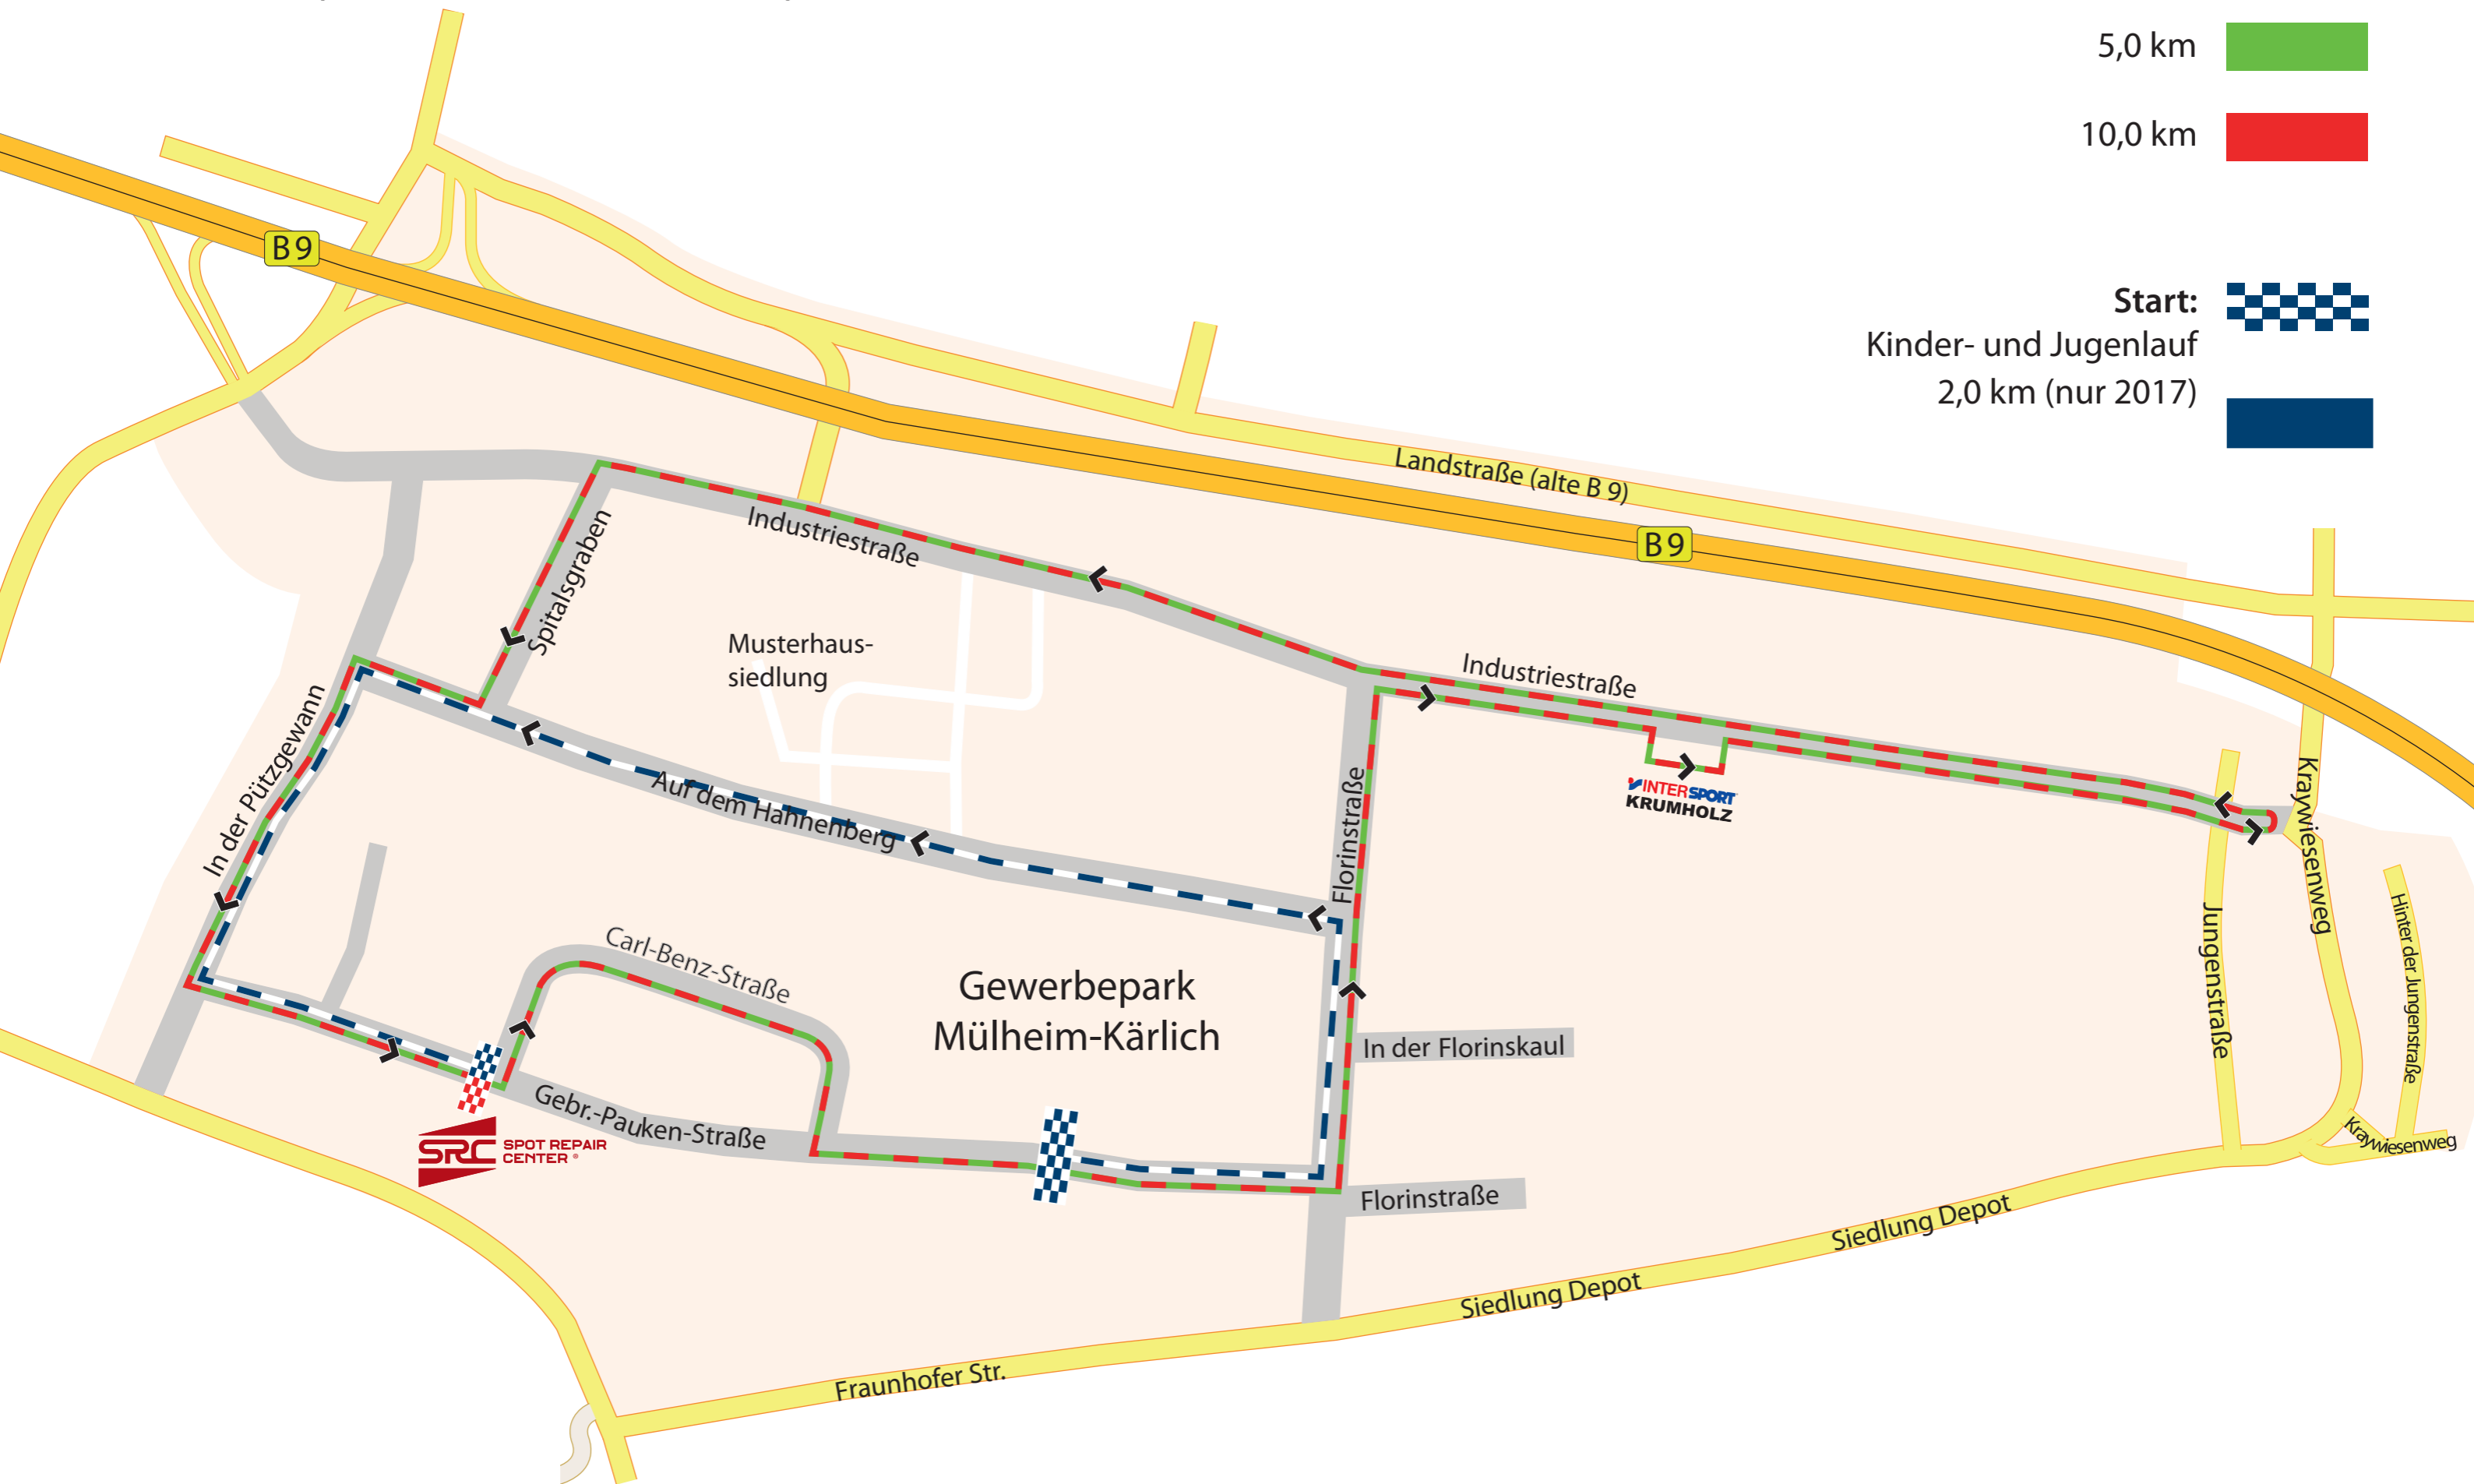 5,0 km
10,0 km
Start:
Kinder- und Jugenlauf
2,0 km (nur 2017)
B 9
Landstraße (alte B 9)
B 9
Industriestraße
Spitalsgraben
Musterhaus-
siedlung
Industriestraße
In der Pützgewann
Auf dem Hahnenberg
Florinstraße
INTERSPORT
KRUMHOLZ
Kraywiesenweg
Jungenstraße
Hinter der Jungenstraße
Carl-Benz-Straße
Gewerbepark
Mülheim-Kärlich
In der Florinskaul
Gebr.-Pauken-Straße
SRC SPOT REPAIR
CENTER ®
Kraywiesenweg
Florinstraße
Siedlung Depot
Siedlung Depot
Fraunhofer Str.